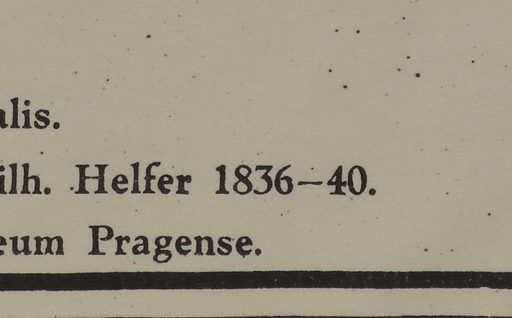 alis.
ilh. Helfer 1836–40.
eum Pragense.